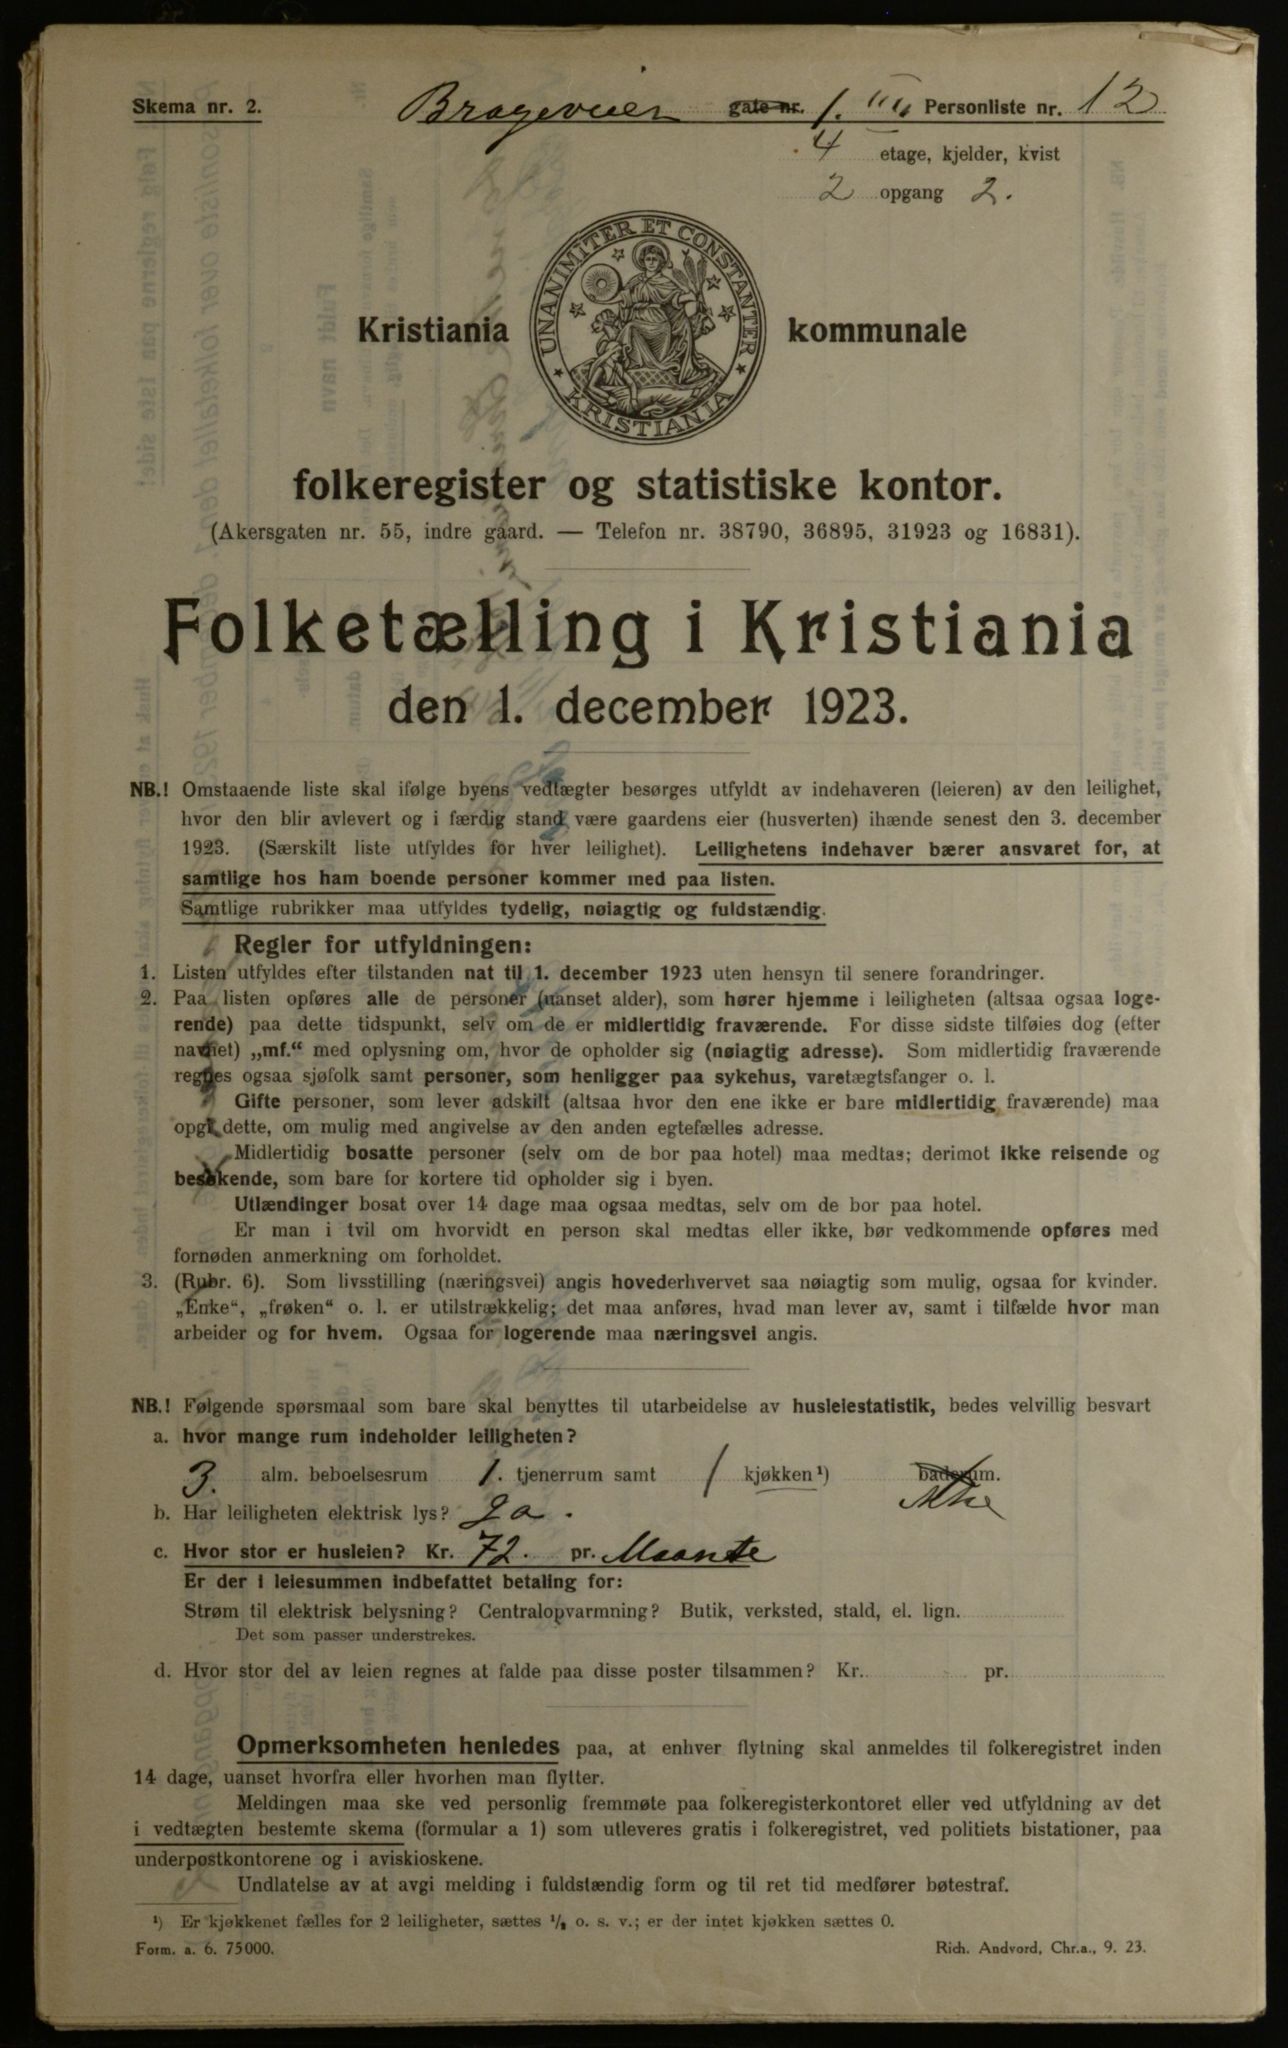 Skema nr. 2.
Brageveien gate nr. 1. III Personliste nr. 12
4 etage, kjelder, kvist
2 opgang 2.
UNANIMITER ET CONSTANTER
KRISTIANIA
Kristiania kommunale
folkeregister og statistiske kontor.
(Akersgaten nr. 55, indre gaard. — Telefon nr. 38790, 36895, 31923 og 16831).
Folketælling i Kristiania
den 1. december 1923.
NB.! Omstaaende liste skal ifølge byens vedtægter besørges utfyldt av indehaveren (leieren) av den leilighet,
hvor den blir avlevert og i færdig stand være gaardens eier (husverten) ihænde senest den 3. december
1923. (Særskilt liste utfyldes for hver leilighet). Leilighetens indehaver bærer ansvaret for, at
samtlige hos ham boende personer kommer med paa listen.
Samtlige rubrikker maa utfyldes tydelig, nøiagtig og fuldstændig.
Regler for utfyldningen:
1. Listen utfyldes efter tilstanden nat til 1. december 1923 uten hensyn til senere forandringer.
2. Paa listen opføres alle de personer (uanset alder), som hører hjemme i leiligheten (altsaa ogsaa loge-
rende) paa dette tidspunkt, selv om de er midlertidig fraværende. For disse sidste tilføies dog (efter
navnet) „mf.“ med oplysning om, hvor de opholder sig (nøiagtig adresse). Som midlertidig fraværende
regnes ogsaa sjøfolk samt personer, som henligger paa sykehus, varetægtsfanger o. l.
Gifte personer, som lever adskilt (altsaa hvor den ene ikke er bare midlertidig fraværende) maa
opgi dette, om mulig med angivelse av den anden egtefælles adresse.
Midlertidig bosatte personer (selv om de bor paa hotel) maa medtas; derimot ikke reisende og
besøkende, som bare for kortere tid opholder sig i byen.
Utlændinger bosat over 14 dage maa ogsaa medtas, selv om de bor paa hotel.
Er man i tvil om hvorvidt en person skal medtas eller ikke, bør vedkommende opføres med
fornøden anmerkning om forholdet.
3. (Rubr. 6). Som livsstilling (næringsvei) angis hovederhvervet saa nøiagtig som mulig, ogsaa for kvinder.
„Enke“, „frøken“ o. l. er utilstrækkelig; det maa anføres, hvad man lever av, samt i tilfælde hvor man
arbeider og for hvem. Ogsaa for logerende maa næringsvei angis.
NB.! Følgende spørsmaal som bare skal benyttes til utarbeidelse av husleiestatistik, bedes velvillig besvart
a. hvor mange rum indeholder leiligheten?
3. alm. beboelsesrum 1. tjenerrum samt 1 kjøkken¹) baderum.
b. Har leiligheten elektrisk lys? Ja.
c. Hvor stor er husleien? Kr. 72. pr. Maante
Er der i leiesummen indbefattet betaling for:
Strøm til elektrisk belysning? Centralopvarmning? Butik, verksted, stald, el. lign.
Det som passer understrekes.
d. Hvor stor del av leien regnes at falde paa disse poster tilsammen? Kr. pr.
Opmerksomheten henledes paa, at enhver flytning skal anmeldes til folkeregistret inden
14 dage, uanset hvorfra eller hvorhen man flytter.
Meldingen maa ske ved personlig fremmøte paa folkeregisterkontoret eller ved utfyldning av det
i vedtægten bestemte skema (formular a 1) som utleveres gratis i folkeregistret, ved politiets bistationer, paa
underpostkontorene og i aviskioskene.
Undlatelse av at avgi melding i fuldstændig form og til ret tid medfører bøtestraf.
¹) Er kjøkkenet fælles for 2 leiligheter, sættes ½ o. s. v.; er der intet kjøkken sættes 0.
Form. a. 6. 75000.
Rich. Andvord, Chr.a., 9. 23.